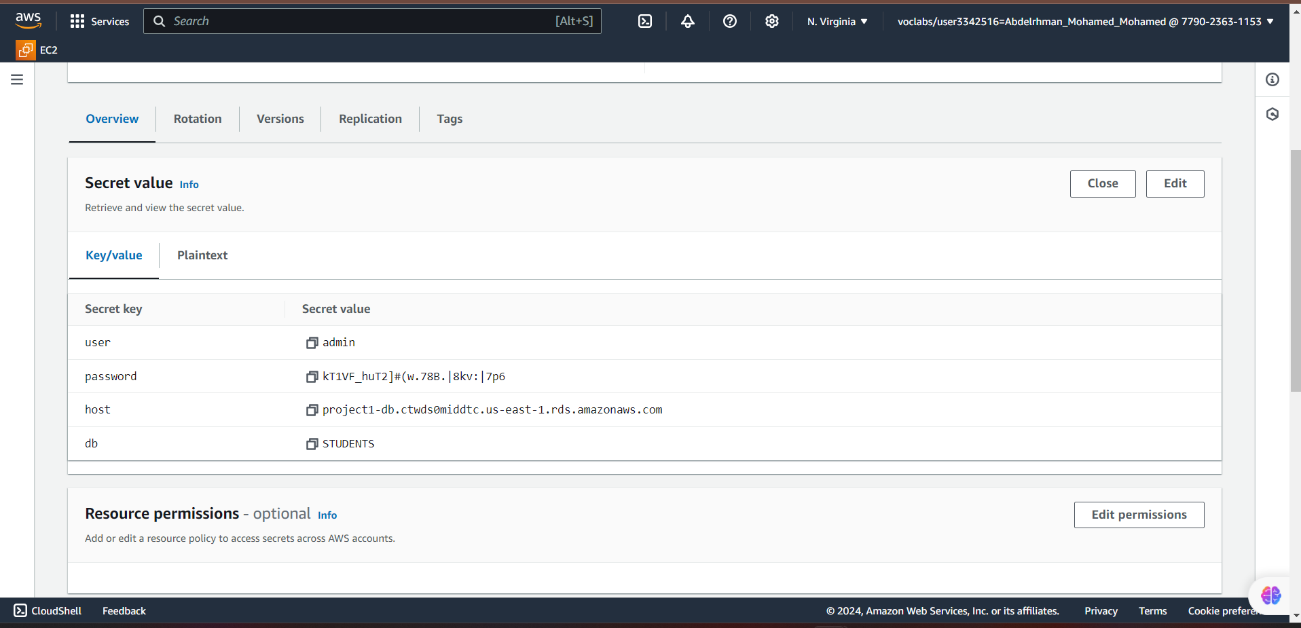 aws Services Search [Alt+S] N. Virginia ▼ voclabs/user3342516=Abdelrhman_Mohamed_Mohamed @ 7790-2363-1153 ▼
EC2
Overview Rotation Versions Replication Tags
Secret value Info Close Edit
Retrieve and view the secret value.
Key/value Plaintext
Secret key Secret value
user admin
password kT1VF_huT2]#(w.78B.|8kv:|7p6
host project1-db.ctwds0middtc.us-east-1.rds.amazonaws.com
db STUDENTS
Resource permissions - optional Info Edit permissions
Add or edit a resource policy to access secrets across AWS accounts.
CloudShell Feedback © 2024, Amazon Web Services, Inc. or its affiliates. Privacy Terms Cookie